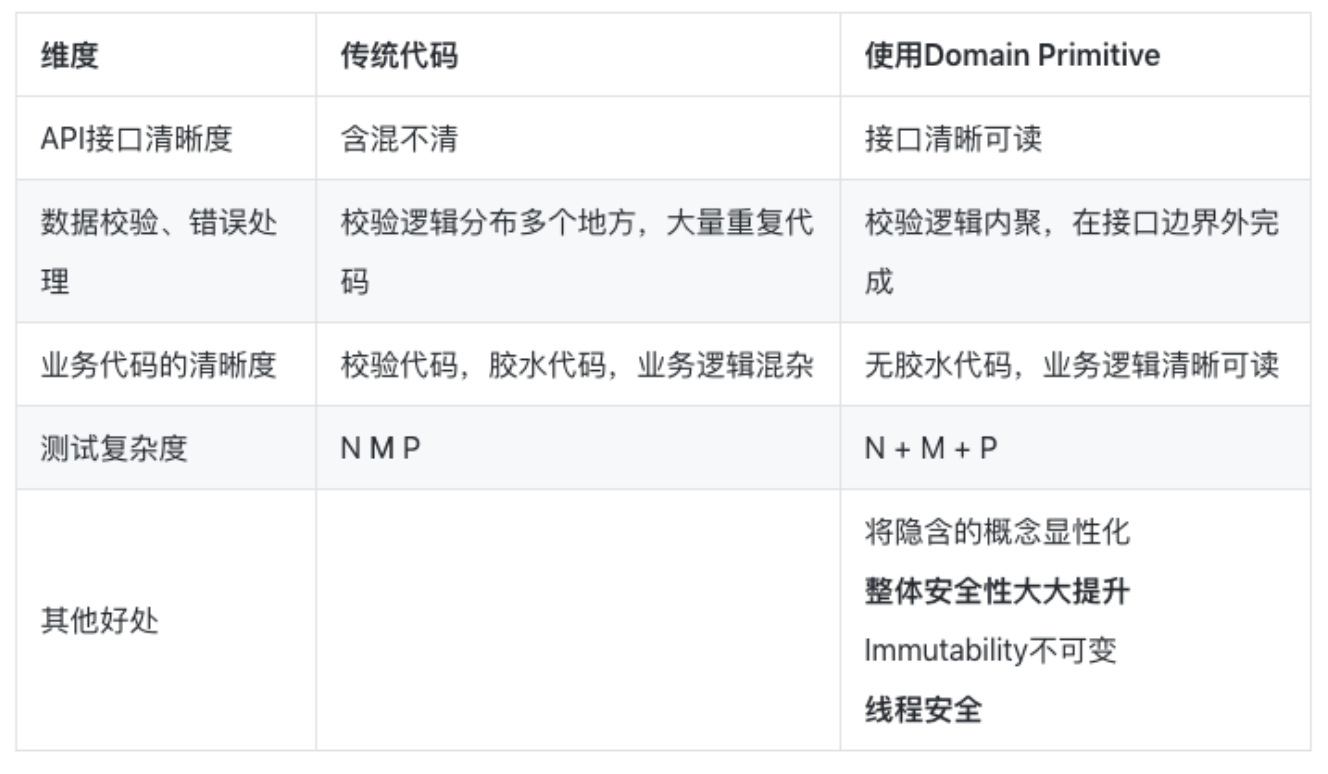 维度 传统代码 使用Domain Primitive
API接口清晰度 含混不清 接口清晰可读
数据校验、错误处 校验逻辑分布多个地方，大量重复代 校验逻辑内聚，在接口边界外完
理 码 成
业务代码的清晰度 校验代码，胶水代码，业务逻辑混杂 无胶水代码，业务逻辑清晰可读
测试复杂度 N M P N + M + P
其他好处
将隐含的概念显性化
整体安全性大大提升
Immutability不可变
线程安全